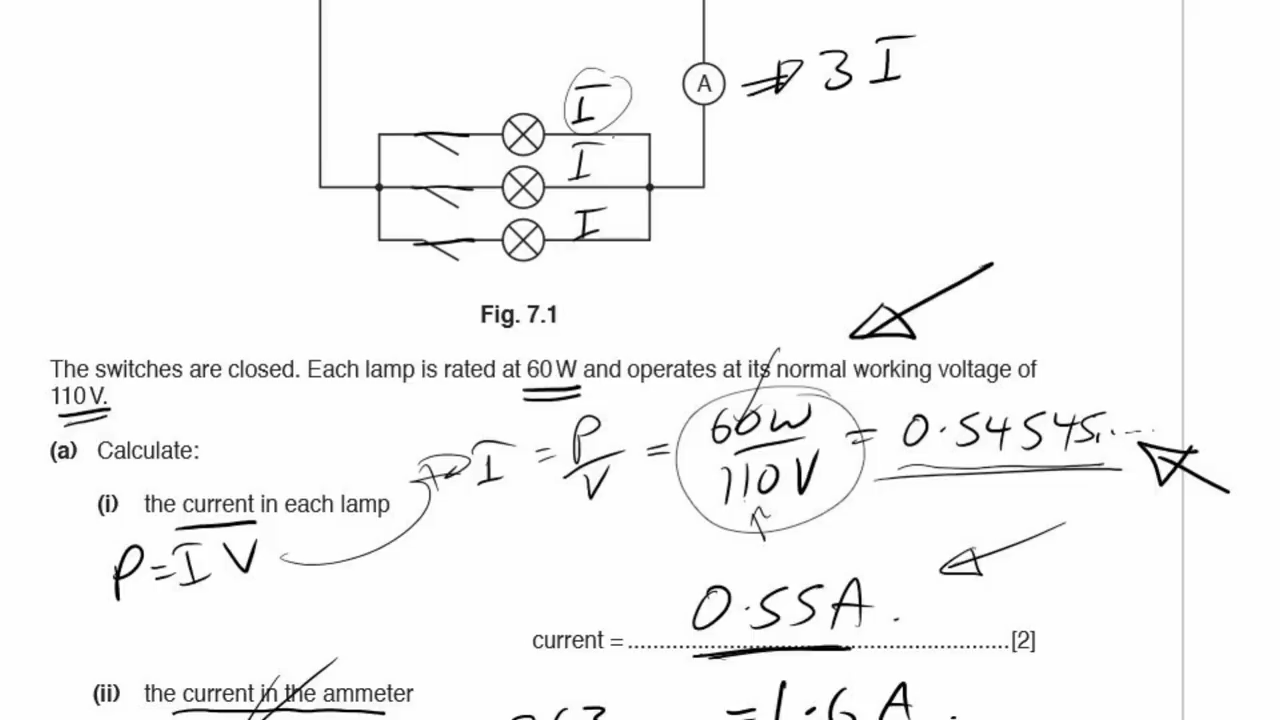 A ⇒ 3 I
I
I
I
Fig. 7.1
The switches are closed. Each lamp is rated at 60 W and operates at its normal working voltage of
110 V.
(a) Calculate:
I = P/V = 60W/110V = 0.54545....
(i) the current in each lamp
P = I V
0.55A.
current = ........................................................[2]
(ii) the current in the ammeter
= 1.6 A.